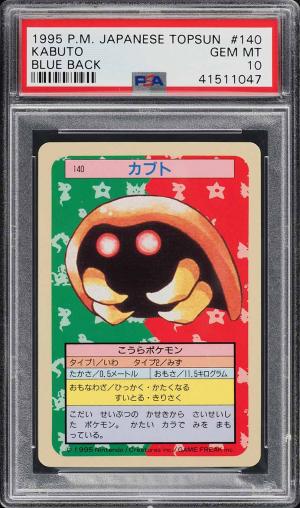 1995 P.M. JAPANESE TOPSUN #140
KABUTO GEM MT
BLUE BACK 10
PSA 41511047
140 カブト
こうらポケモン
タイプ1/いわ タイプ2/みず
たかさ/0.5メートル おもさ/11.5キログラム
おもなわざ/ひっかく・かたくなる
すいとる・きりさく
こだい せいぶつの かせきから さいせいし
た ポケモン。 かたい カラで みを まも
っている。
© 1995 Nintendo/Creatures inc./GAME FREAK inc.